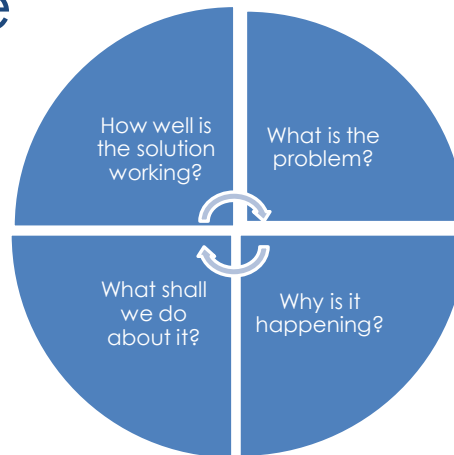 e
How well is
the solution
working?
What is the
problem?
What shall
we do
about it?
Why is it
happening?